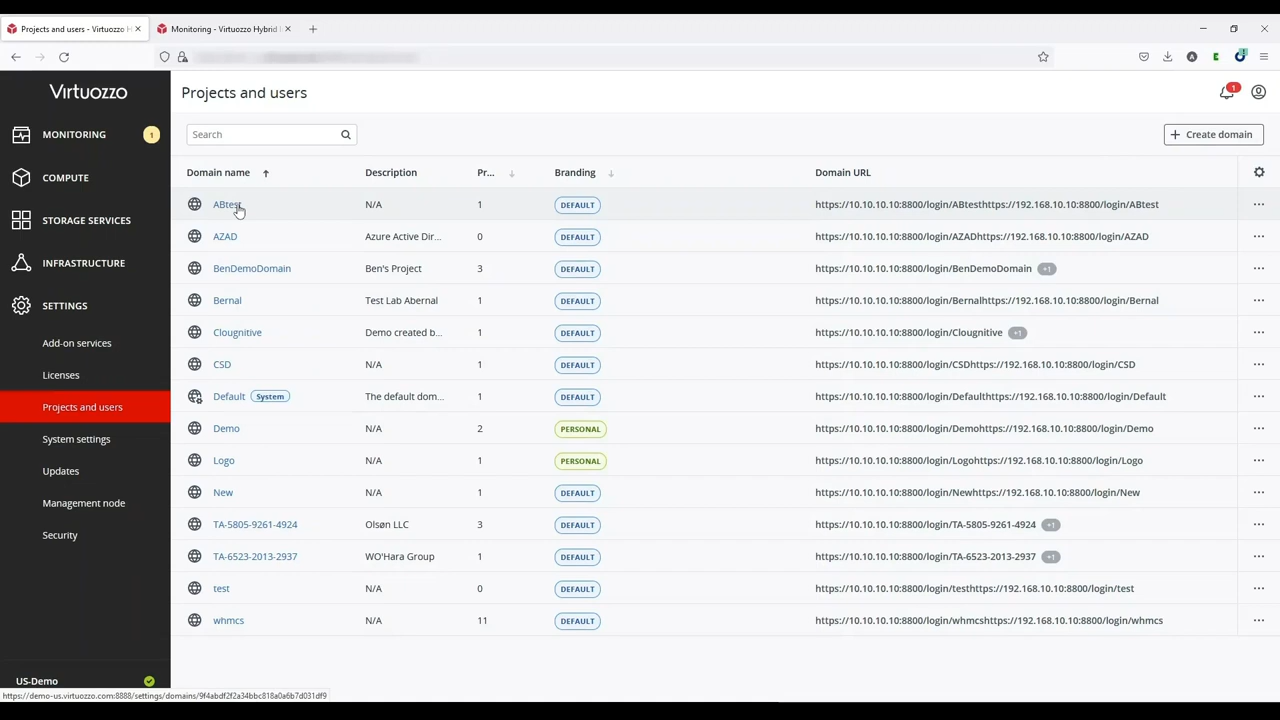 Projects and users - Virtuozzo H
Monitoring - Virtuozzo Hybrid
Virtuozzo
Projects and users
1
MONITORING 1
Search
Create domain
COMPUTE
STORAGE SERVICES
INFRASTRUCTURE
SETTINGS
Add-on services
Licenses
Projects and users
System settings
Updates
Management node
Security
US-Demo
Domain name Description Pr... Branding Domain URL
ABtest N/A 1 DEFAULT https://10.10.10.10:8800/login/ABtesthttps://192.168.10.10:8800/login/ABtest ...
AZAD Azure Active Dir... 0 DEFAULT https://10.10.10.10:8800/login/AZADhttps://192.168.10.10:8800/login/AZAD ...
BenDemoDomain Ben's Project 3 DEFAULT https://10.10.10.10:8800/login/BenDemoDomain +1 ...
Bernal Test Lab Abernal 1 DEFAULT https://10.10.10.10:8800/login/Bernalhttps://192.168.10.10:8800/login/Bernal ...
Clougnitive Demo created b... 1 DEFAULT https://10.10.10.10:8800/login/Clougnitive +1 ...
CSD N/A 1 DEFAULT https://10.10.10.10:8800/login/CSDhttps://192.168.10.10:8800/login/CSD ...
Default System The default dom... 1 DEFAULT https://10.10.10.10:8800/login/Defaulthttps://192.168.10.10:8800/login/Default ...
Demo N/A 2 PERSONAL https://10.10.10.10:8800/login/Demohttps://192.168.10.10:8800/login/Demo ...
Logo N/A 1 PERSONAL https://10.10.10.10:8800/login/Logohttps://192.168.10.10:8800/login/Logo ...
New N/A 1 DEFAULT https://10.10.10.10:8800/login/Newhttps://192.168.10.10:8800/login/New ...
TA-5805-9261-4924 Olsøn LLC 3 DEFAULT https://10.10.10.10:8800/login/TA-5805-9261-4924 +1 ...
TA-6523-2013-2937 WO'Hara Group 1 DEFAULT https://10.10.10.10:8800/login/TA-6523-2013-2937 +1 ...
test N/A 0 DEFAULT https://10.10.10.10:8800/login/testhttps://192.168.10.10:8800/login/test ...
whmcs N/A 11 DEFAULT https://10.10.10.10:8800/login/whmcshttps://192.168.10.10:8800/login/whmcs ...
https://demo-us.virtuozzo.com:8888/settings/domains/9f4abdf2f2a34bbc818a0a6b7d031df9